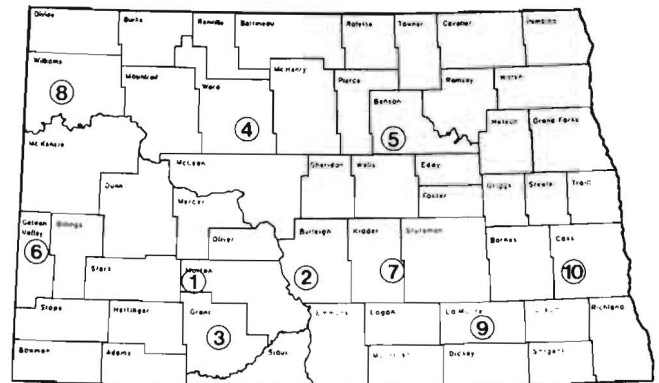 Divide Burke Renville Bottineau Rolette Towner Cavalier Pembina
Williams Mountrail Ward McHenry Pierce Benson Ramsey Walsh
8 4 5
Nelson Grand Forks
McKenzie McLean Sheridan Wells Eddy
Dunn Mercer Foster Griggs Steele Traill
Golden Valley Billings Oliver Burleigh Kidder Stutsman Barnes Cass
6 2 7 10
Stark Morton
1
Slope Hettinger Grant Emmons Logan La Moure Richland
3 9
Bowman Adams Sioux Dickey Sargent